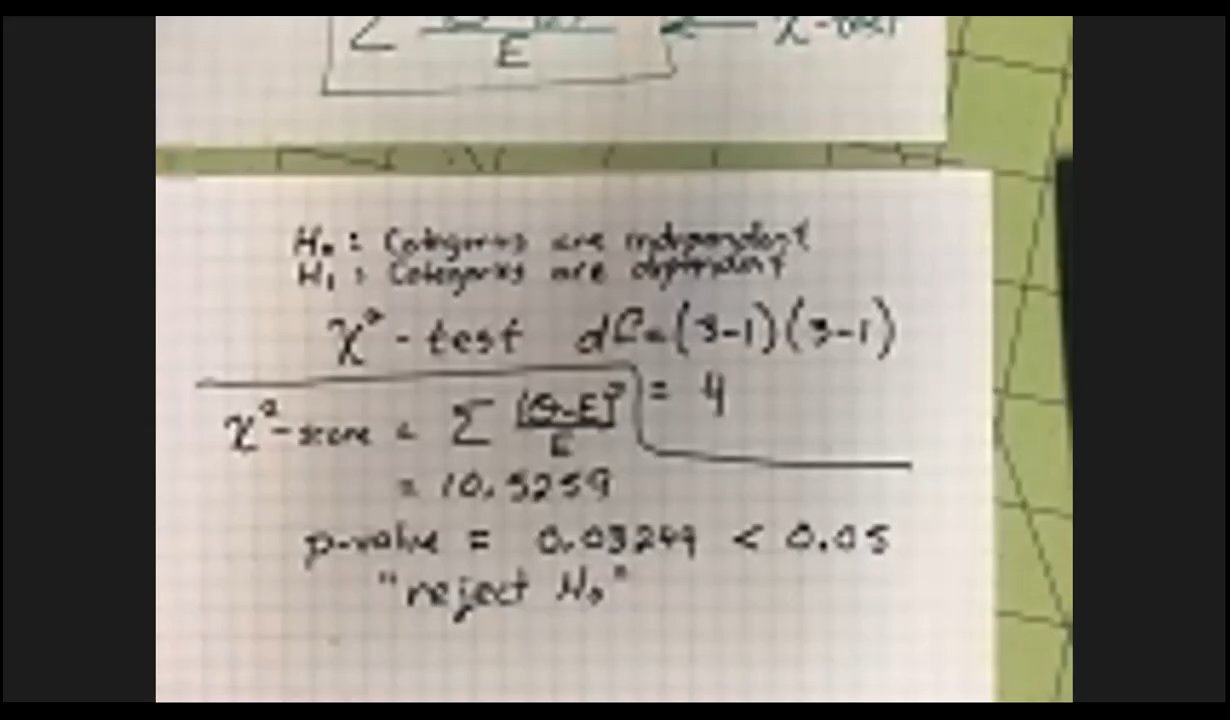 Σ E ← χ-test
H₀ : Categories are independent
H₁ : Categories are dependent
χ²-test df=(3-1)(3-1)
= 4
χ²-score = Σ (O-E)²/E
= 10.5259
p-value = 0.03249 < 0.05
"reject H₀"